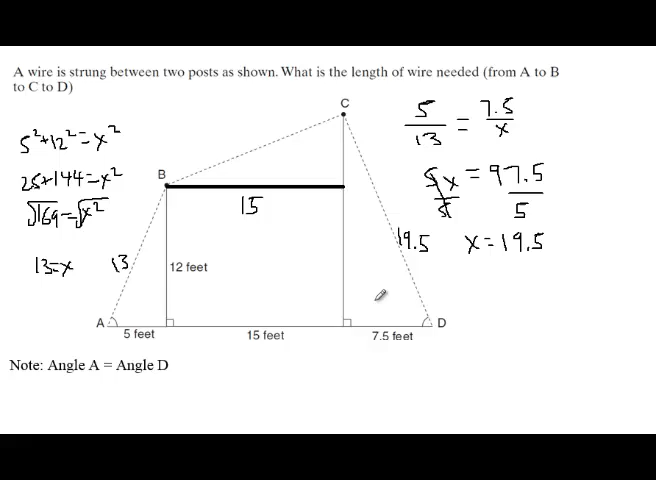 A wire is strung between two posts as shown. What is the length of wire needed (from A to B
to C to D)
C
5/13 = 7.5/x
5²+12²=x²
25+144=x²
B
5x/5 = 97.5/5
√169=√x²
15
19.5
x=19.5
13=x
13
12 feet
A
D
5 feet
15 feet
7.5 feet
Note: Angle A = Angle D